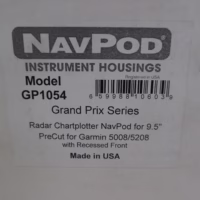 NAVPOD®
INSTRUMENT HOUSINGS
Model
GP1054
Grand Prix Series
Radar Chartplotter NavPod for 9.5"
PreCut for Garmin 5008/5208
with Recessed Front
Made in USA